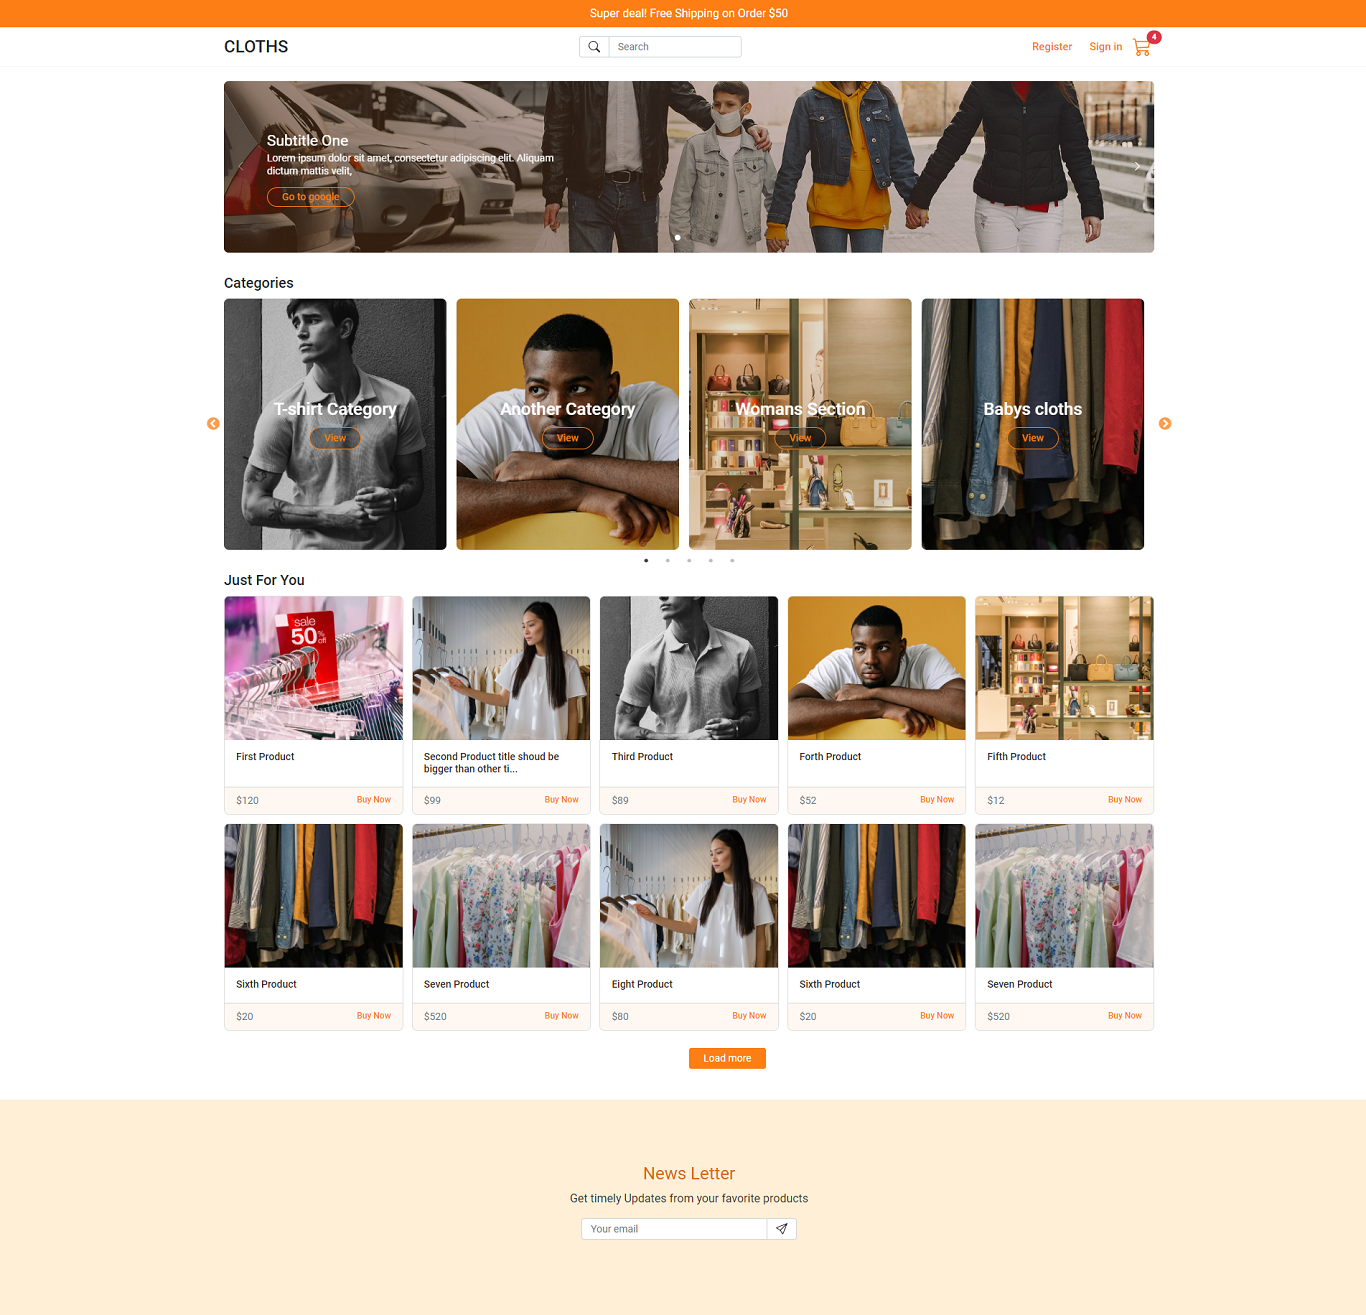 Super deal! Free Shipping on Order $50
CLOTHS
Search
Register
Sign in
4
Subtitle One
Lorem ipsum dolor sit amet, consectetur adipiscing elit. Aliquam
dictum mattis velit,
Go to google
Categories
T-shirt Category
View
Another Category
View
Womans Section
View
Babys cloths
View
Just For You
sale
50% off
First Product
$120
Buy Now
Second Product title shoud be
bigger than other ti...
$99
Buy Now
Third Product
$89
Buy Now
Forth Product
$52
Buy Now
Fifth Product
$12
Buy Now
Sixth Product
$20
Buy Now
Seven Product
$520
Buy Now
Eight Product
$80
Buy Now
Sixth Product
$20
Buy Now
Seven Product
$520
Buy Now
Load more
News Letter
Get timely Updates from your favorite products
Your email